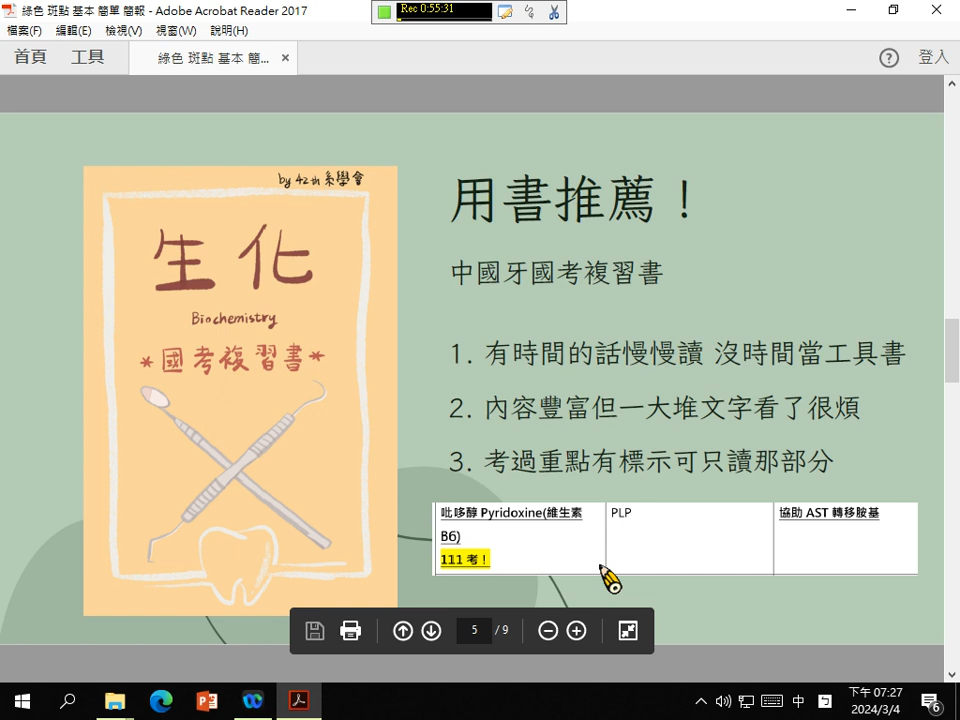 綠色 斑點 基本 簡單 簡報 - Adobe Acrobat Reader 2017
Rec 0:55:31
檔案(F) 編輯(E) 檢視(V) 視窗(W) 說明(H)
首頁 工具 綠色 斑點 基本 簡... × ? 登入
by 42th 系學會
生化
Biochemistry
*國考複習書*
用書推薦！
中國牙國考複習書
1. 有時間的話慢慢讀 沒時間當工具書
2. 內容豐富但一大堆文字看了很煩
3. 考過重點有標示可只讀那部分
吡哆醇 Pyridoxine(維生素
B6)
111 考！
PLP
協助 AST 轉移胺基
5 / 9
中
下午 07:27
2024/3/4
6